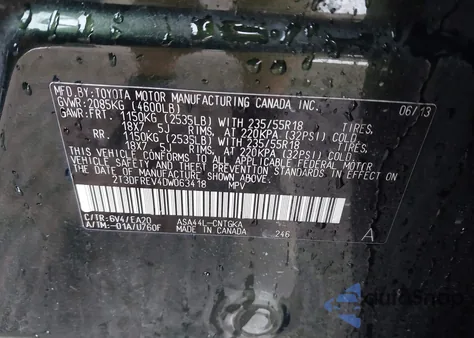 MFD. BY: TOYOTA MOTOR MANUFACTURING CANADA, INC.
GVWR: 2085KG (4600LB) 06/13
GAWR: FRT. 1150KG (2535LB) WITH 235/55R18 TIRES.
18X7.5J RIMS. AT 220KPA (32PSI) COLD.
RR. 1150KG (2535LB) WITH 235/55R18 TIRES.
18X7.5J RIMS. AT 220KPA (32PSI) COLD.
THIS VEHICLE CONFORMS TO ALL APPLICABLE FEDERAL MOTOR
VEHICLE SAFETY AND THEFT PREVENTION STANDARDS IN EFFECT ON
THE DATE OF MANUFACTURE SHOWN ABOVE.
2T3DFREV4DW063418 MPV
C/TR: 6V4/EA20 ASA44L-CNTGKA
A/TM: -01A/U760F MADE IN CANADA 246 A
AutoSnap